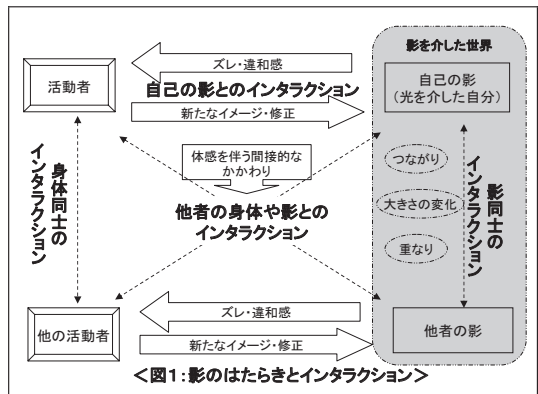 ズレ・違和感
影を介した世界
活動者
自己の影とのインタラクション
自己の影
(光を介した自分)
新たなイメージ・修正
体感を伴う間接的な
かかわり
つながり
身体同士の
インタラクション
大きさの変化
影同士の
インタラクション
他者の身体や影との
インタラクション
重なり
ズレ・違和感
他の活動者
他者の影
新たなイメージ・修正
<図1:影のはたらきとインタラクション>